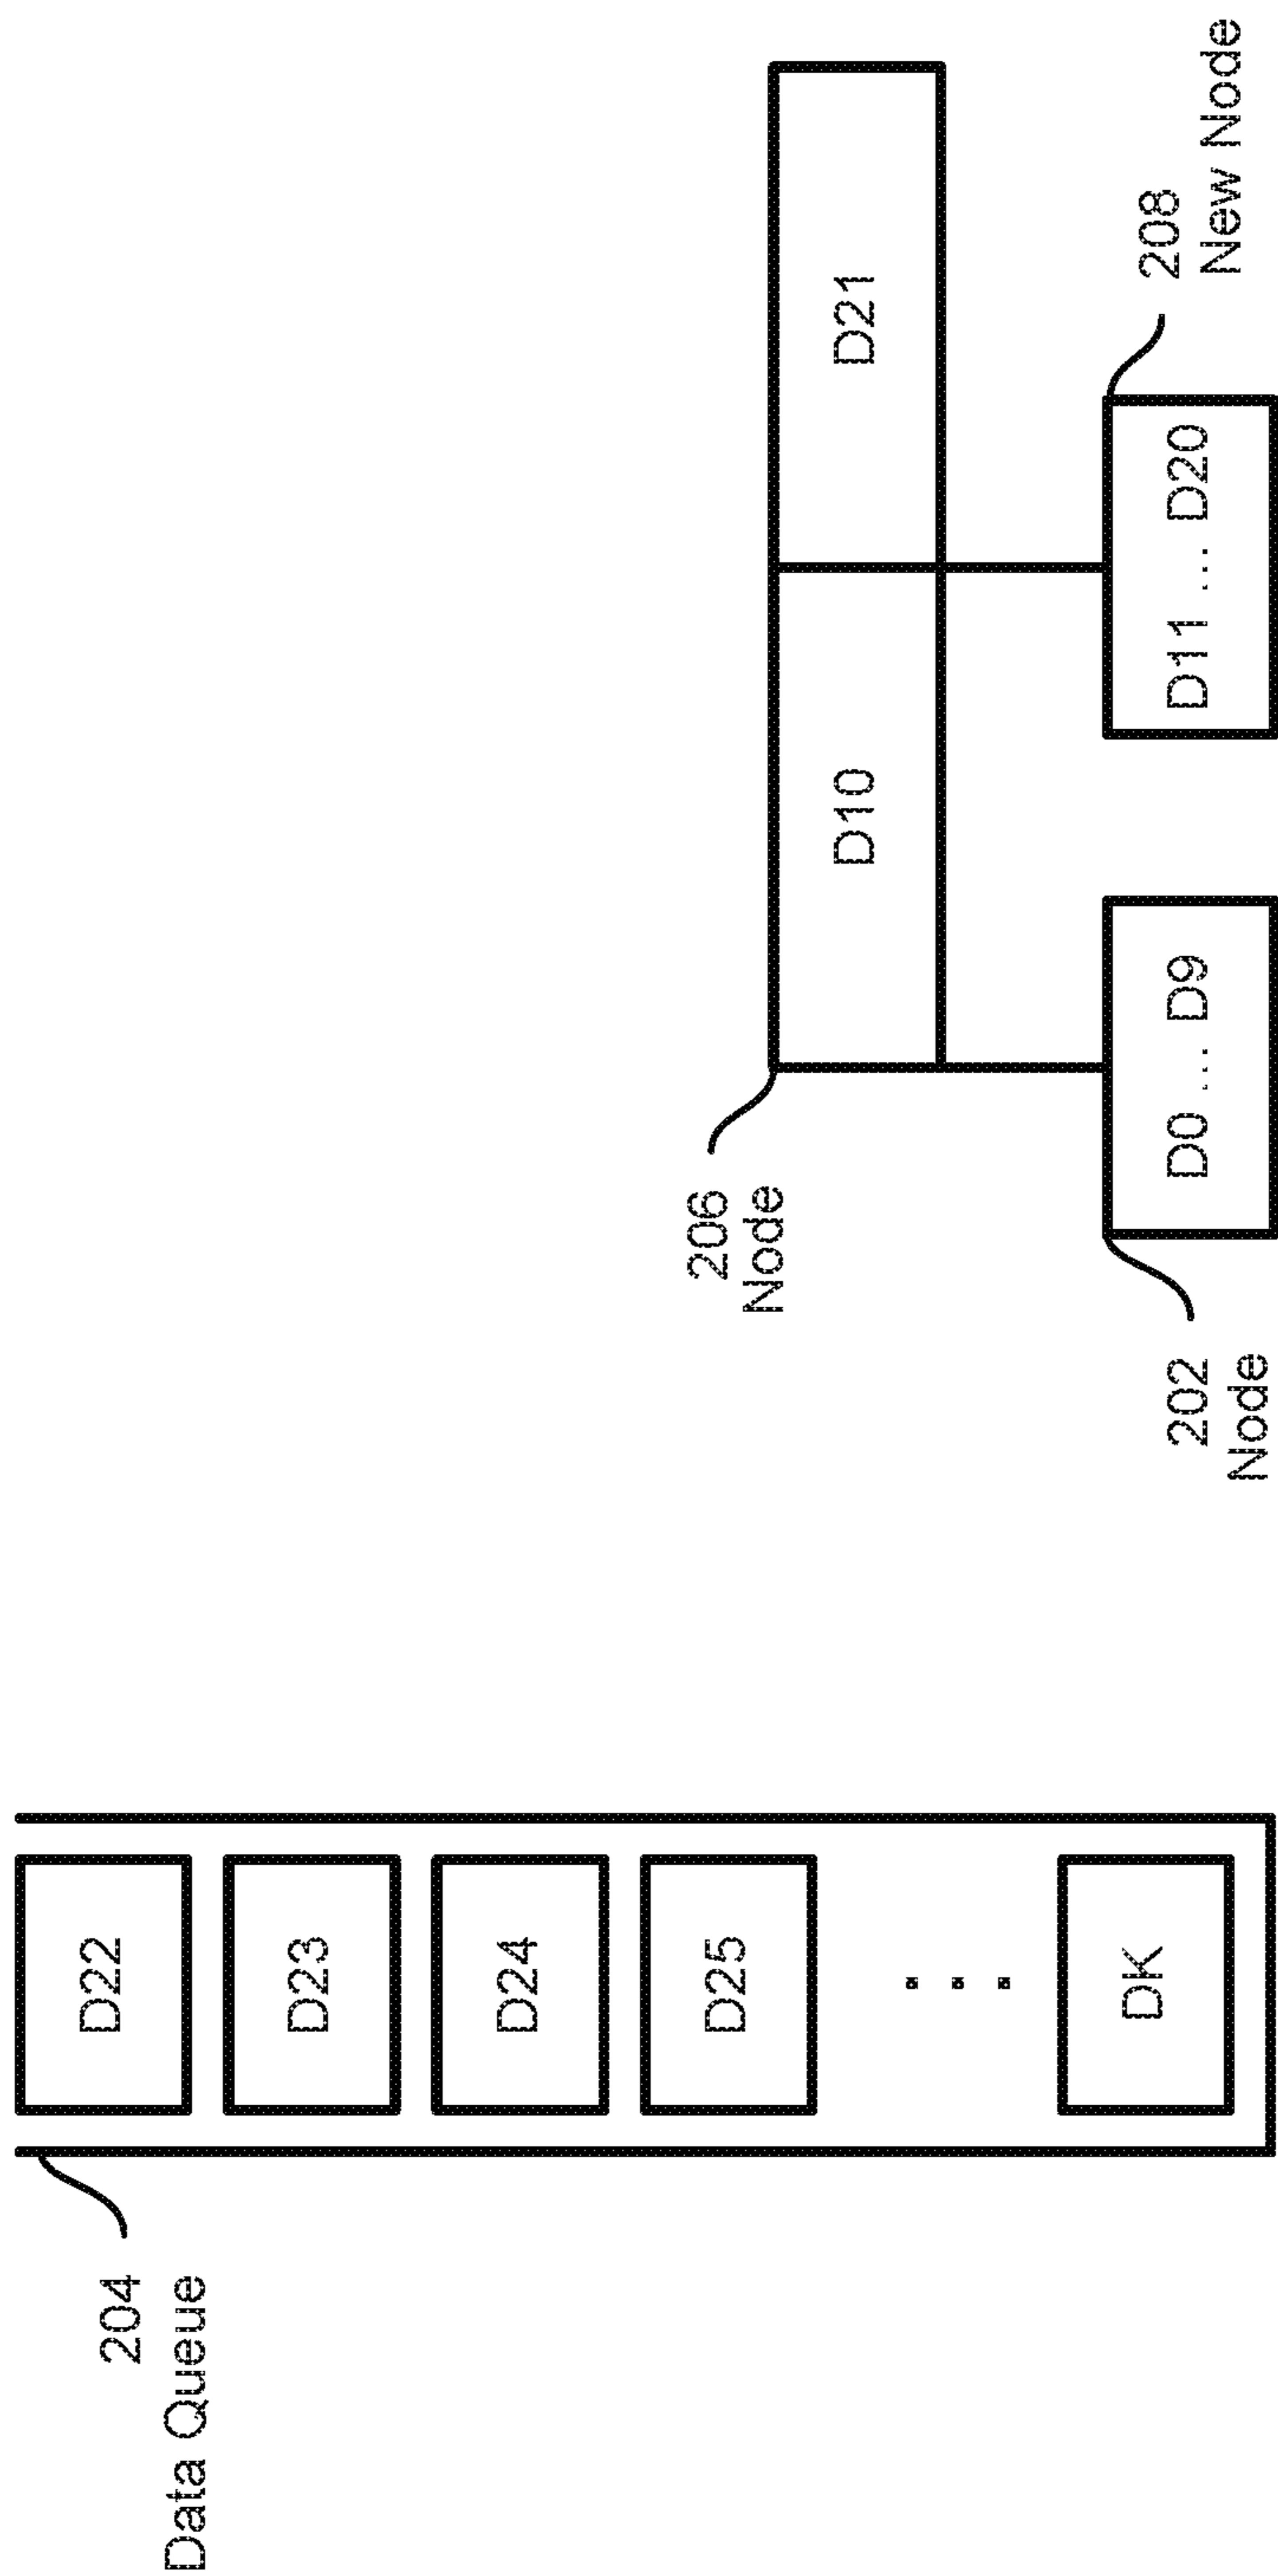 204
Data Queue
D22
D23
D24
D25
DK
206
Node
D10
D21
202
Node
D0 ... D9
D11 ... D20
208
New Node